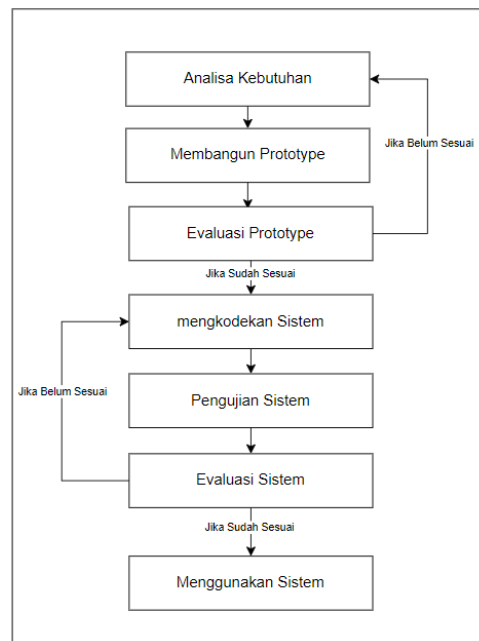 Analisa Kebutuhan
Jika Belum Sesuai
Membangun Prototype
Evaluasi Prototype
Jika Sudah Sesuai
mengkodekan Sistem
Jika Belum Sesuai
Pengujian Sistem
Evaluasi Sistem
Jika Sudah Sesuai
Menggunakan Sistem